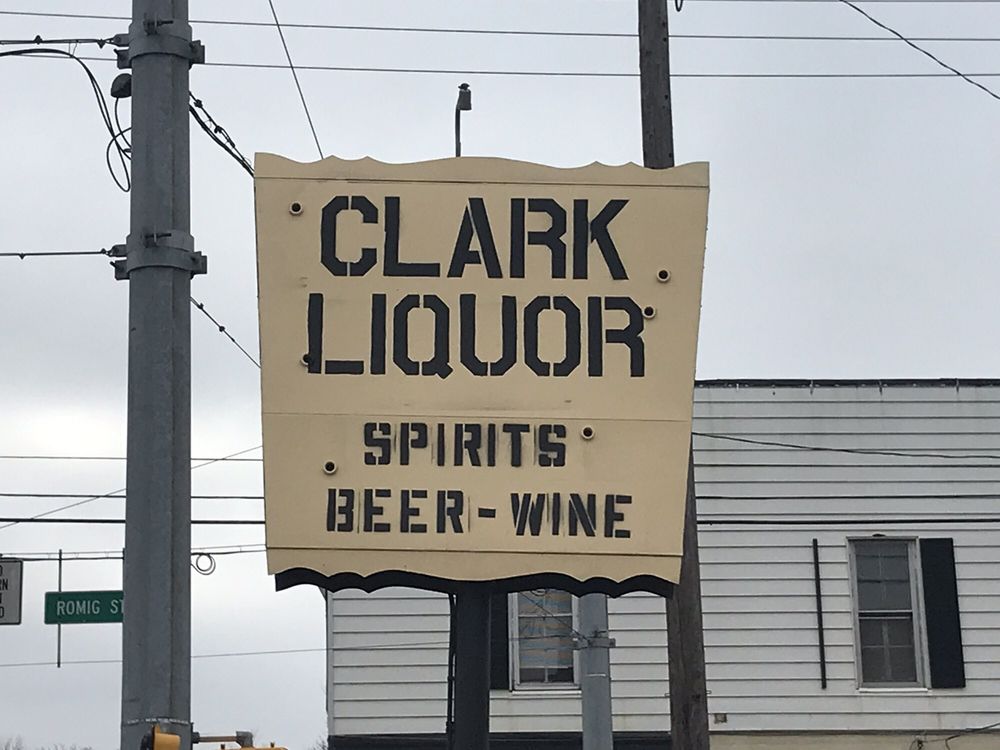 CLARK
LIQUOR
SPIRITS
BEER-WINE
ROMIG ST